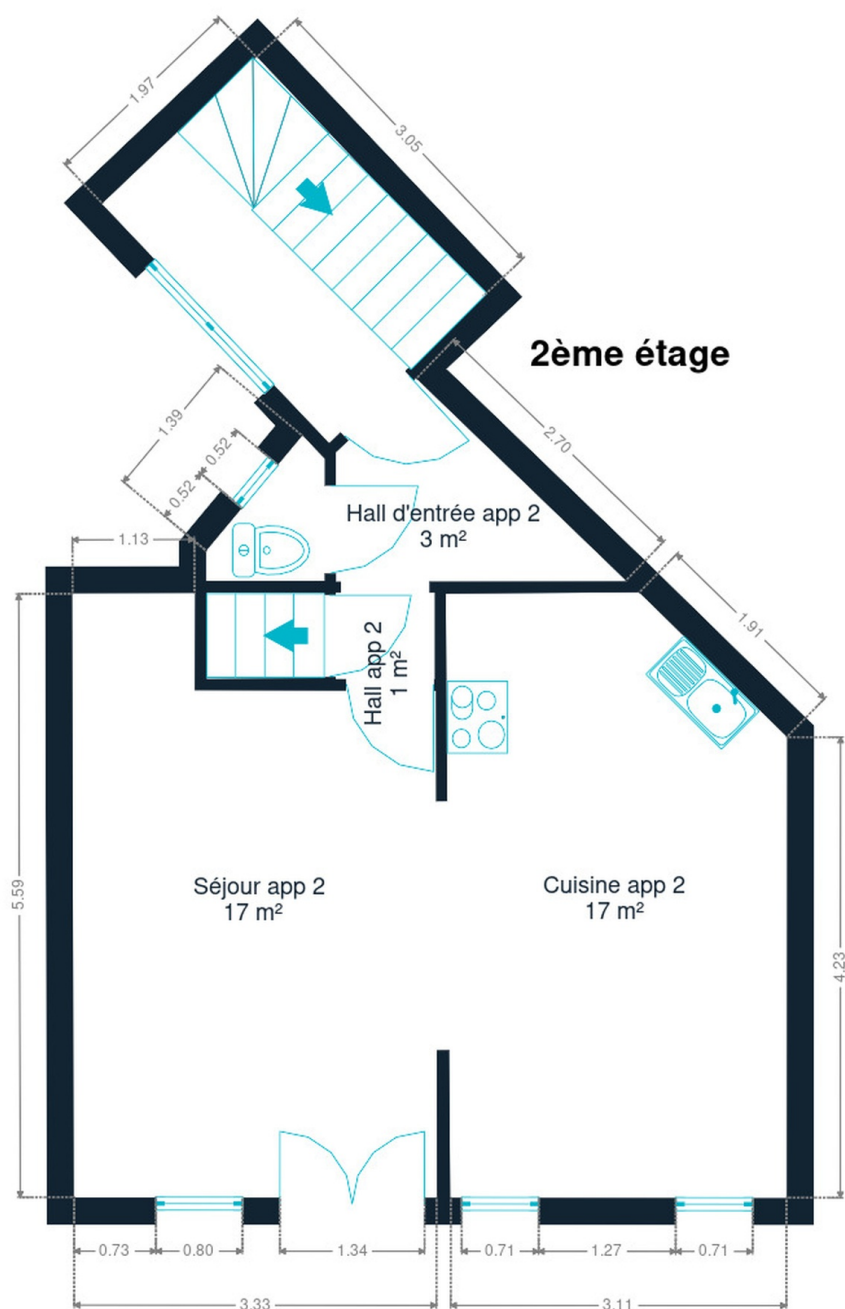 1.97
3.05
2ème étage
1.39
0.52
0.52
2.70
Hall d'entrée app 2
3 m²
1.13
1.91
Hall app 2
1 m²
5.59
Séjour app 2
17 m²
Cuisine app 2
17 m²
4.23
0.73
0.80
1.34
0.71
1.27
0.71
3.33
3.11